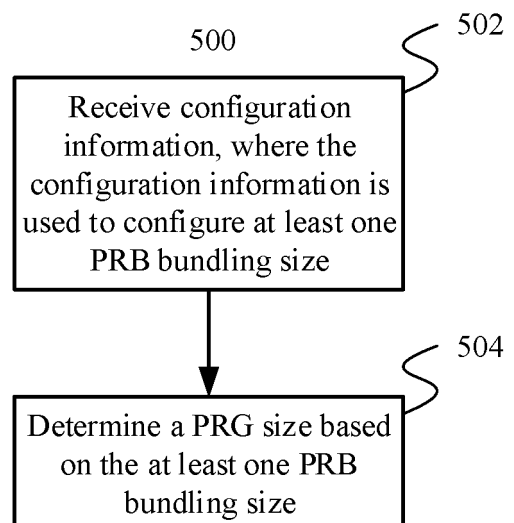 500
502
Receive configuration
information, where the
configuration information is
used to configure at least one
PRB bundling size
504
Determine a PRG size based
on the at least one PRB
bundling size